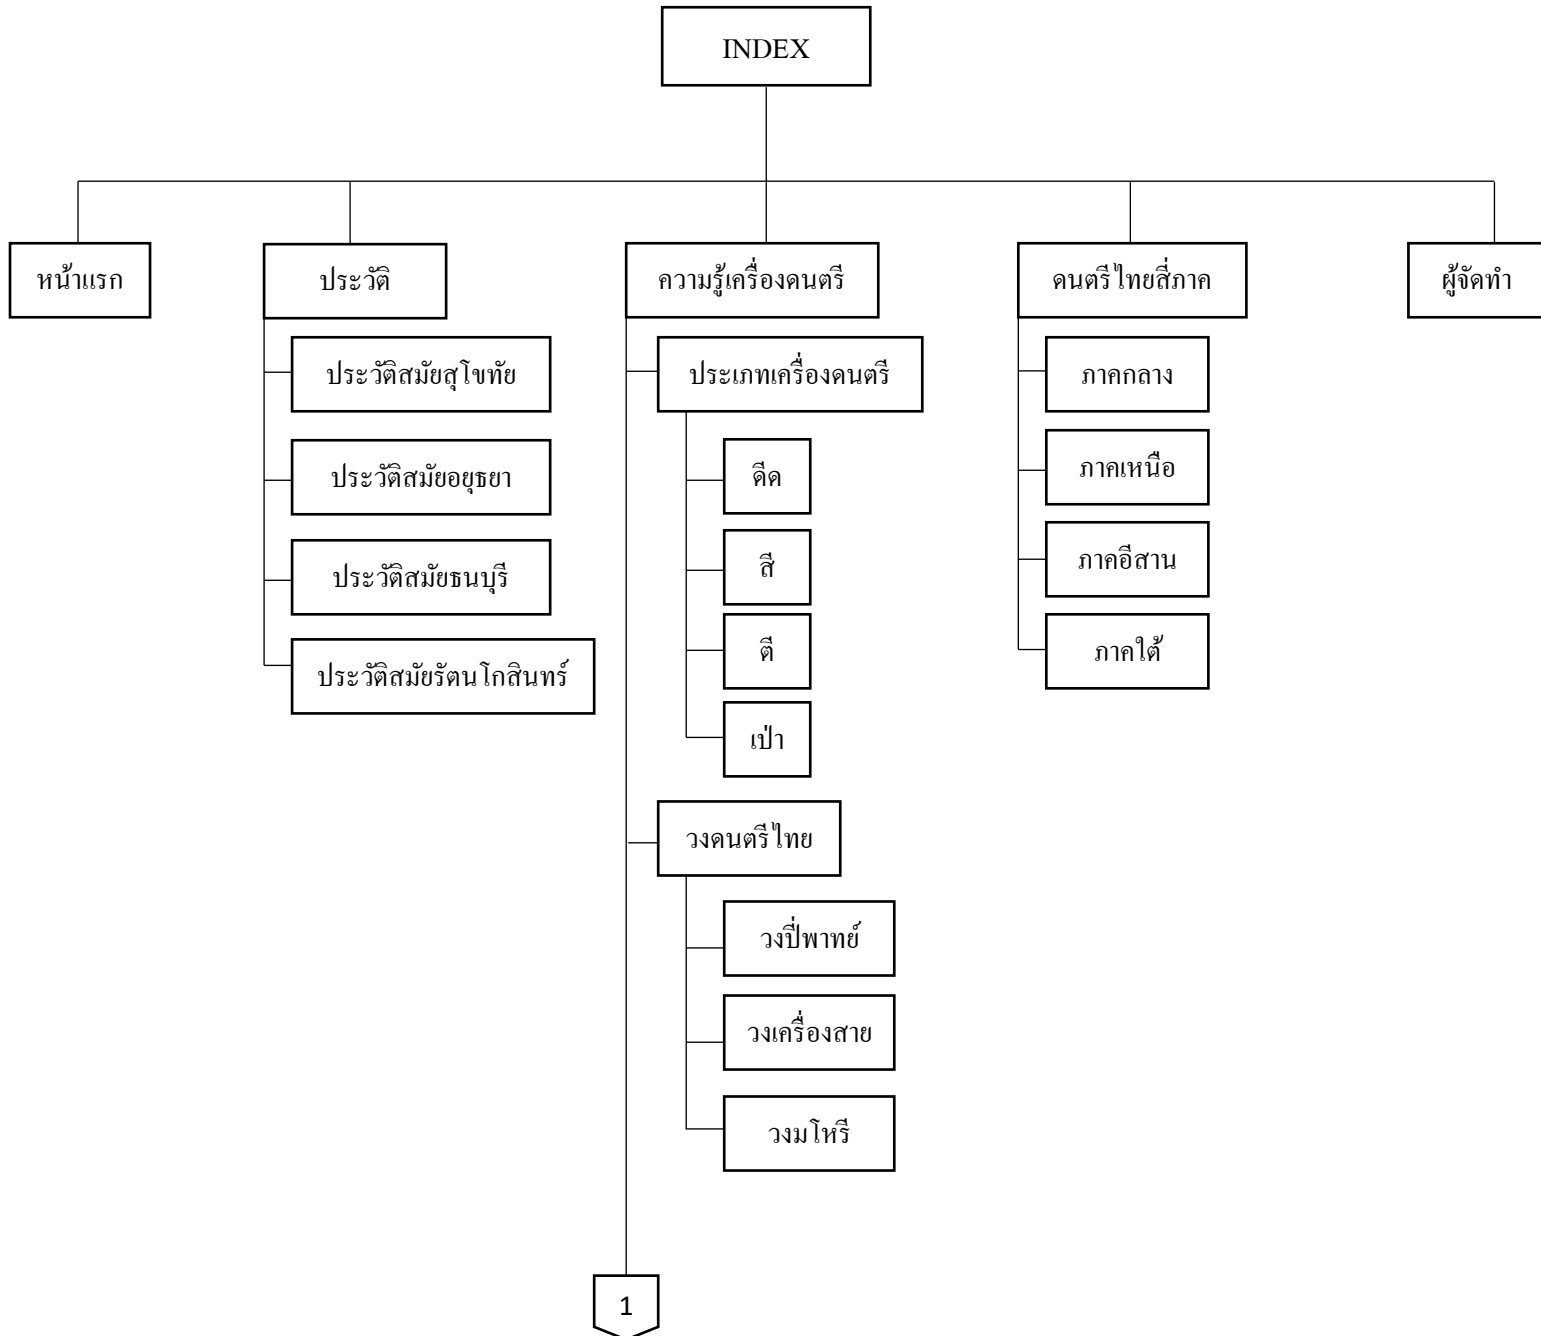 INDEX
หน้าแรก
ประวัติ
ความรู้เครื่องดนตรี
ดนตรีไทยสี่ภาค
ผู้จัดทำ
ประวัติสมัยสุโขทัย
ประวัติสมัยอยุธยา
ประวัติสมัยธนบุรี
ประวัติสมัยรัตนโกสินทร์
ประเภทเครื่องดนตรี
ดีด
สี
ตี
เป่า
วงดนตรีไทย
วงปี่พาทย์
วงเครื่องสาย
วงมโหรี
ภาคกลาง
ภาคเหนือ
ภาคอีสาน
ภาคใต้
1